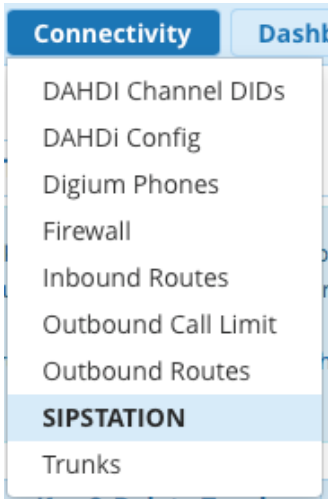 Connectivity Dashb
DAHDI Channel DIDs
DAHDi Config
Digium Phones
Firewall
Inbound Routes
Outbound Call Limit
Outbound Routes
SIPSTATION
Trunks